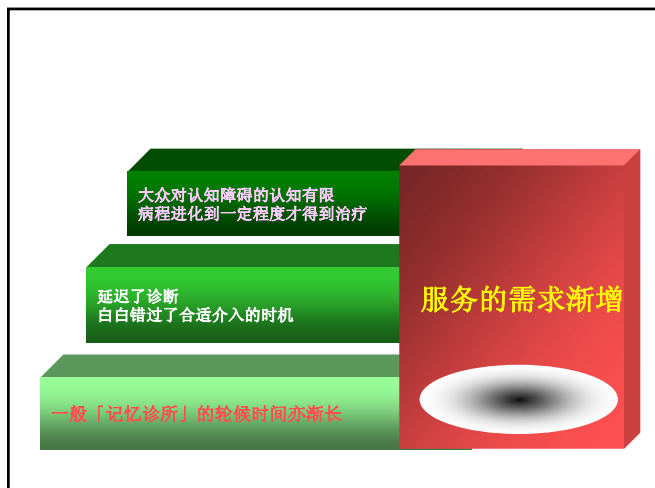 大众对认知障碍的认知有限
病程进化到一定程度才得到治疗
延迟了诊断
白白错过了合适介入的时机
一般「记忆诊所」的轮候时间亦渐长
服务的需求渐增